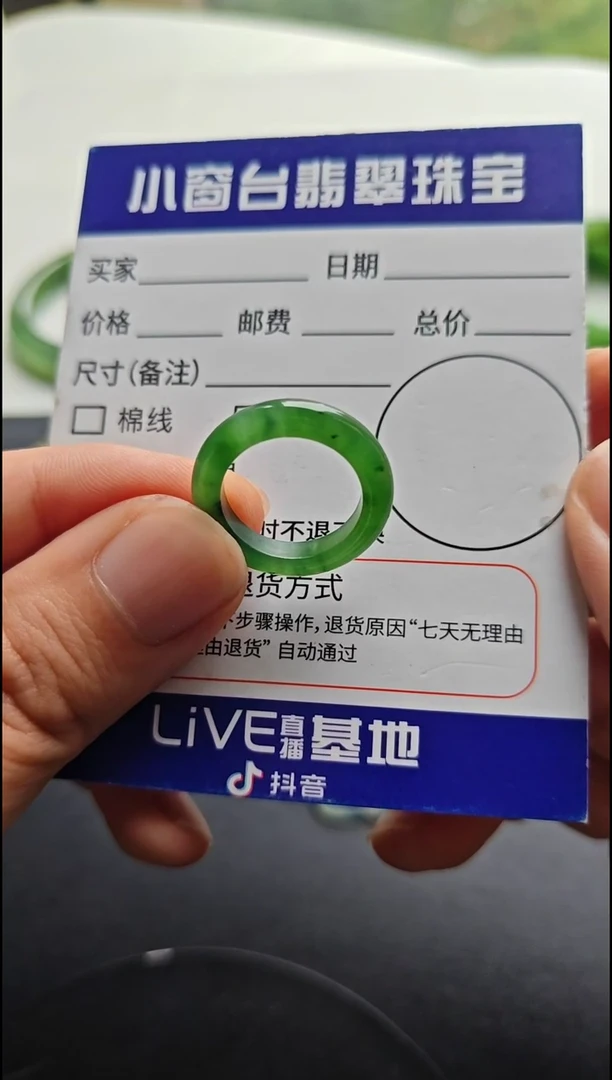 小窗台翡翠珠宝
买家 日期
价格 邮费 总价
尺寸(备注)
棉线
付不退
退货方式
步骤操作,退货原因“七天无理由
由退货” 自动通过
LiVE直播基地
抖音